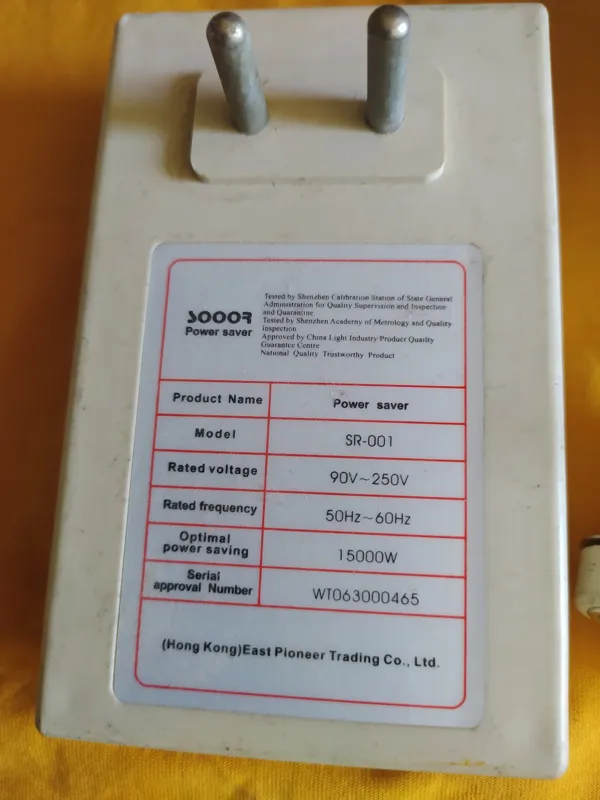 SOOOR
Power saver
Tested by Shenzhen Calibration Station of State General
Administration for Quality Supervision and Inspection
and Quarantine
Tested by Shenzhen Academy of Metrology and Quality
Inspection
Approved by China Light Industry Product Quality
Guarantee Centre
National Quality Trustworthy Product
Product Name Power saver
Model SR-001
Rated voltage 90V~250V
Rated frequency 50Hz~60Hz
Optimal
power saving 15000W
Serial
approval Number WT063000465
(Hong Kong)East Pioneer Trading Co., Ltd.